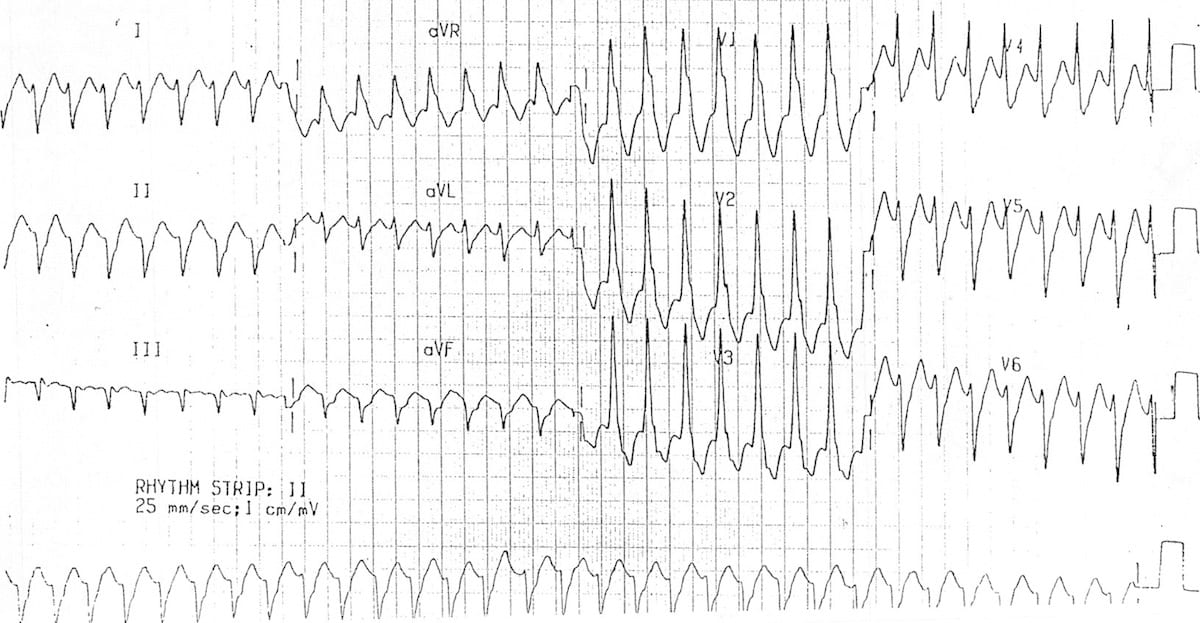 I aVR V1 V4
II aVL V2 V5
III aVF V3 V6
RHYTHM STRIP: II
25 mm/sec;1 cm/mV